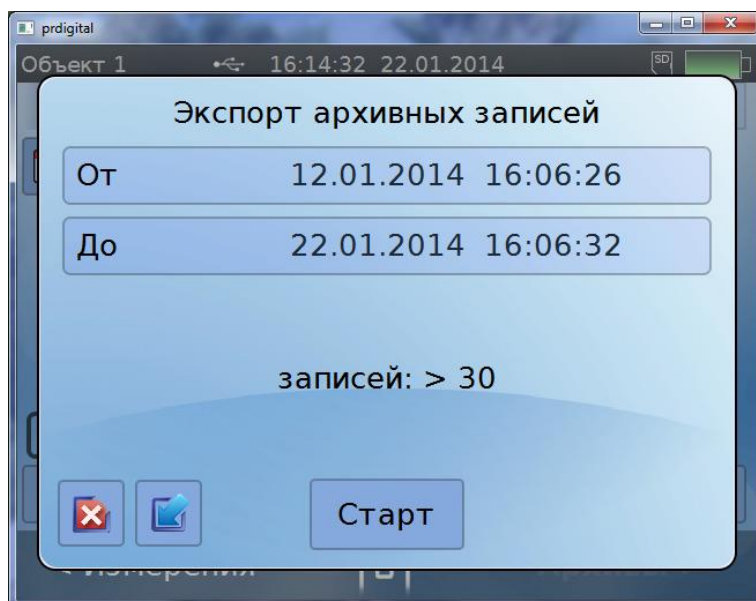 prdigital
Объект 1 16:14:32 22.01.2014 SD
Экспорт архивных записей
От 12.01.2014 16:06:26
До 22.01.2014 16:06:32
записей: > 30
Старт
Измерения